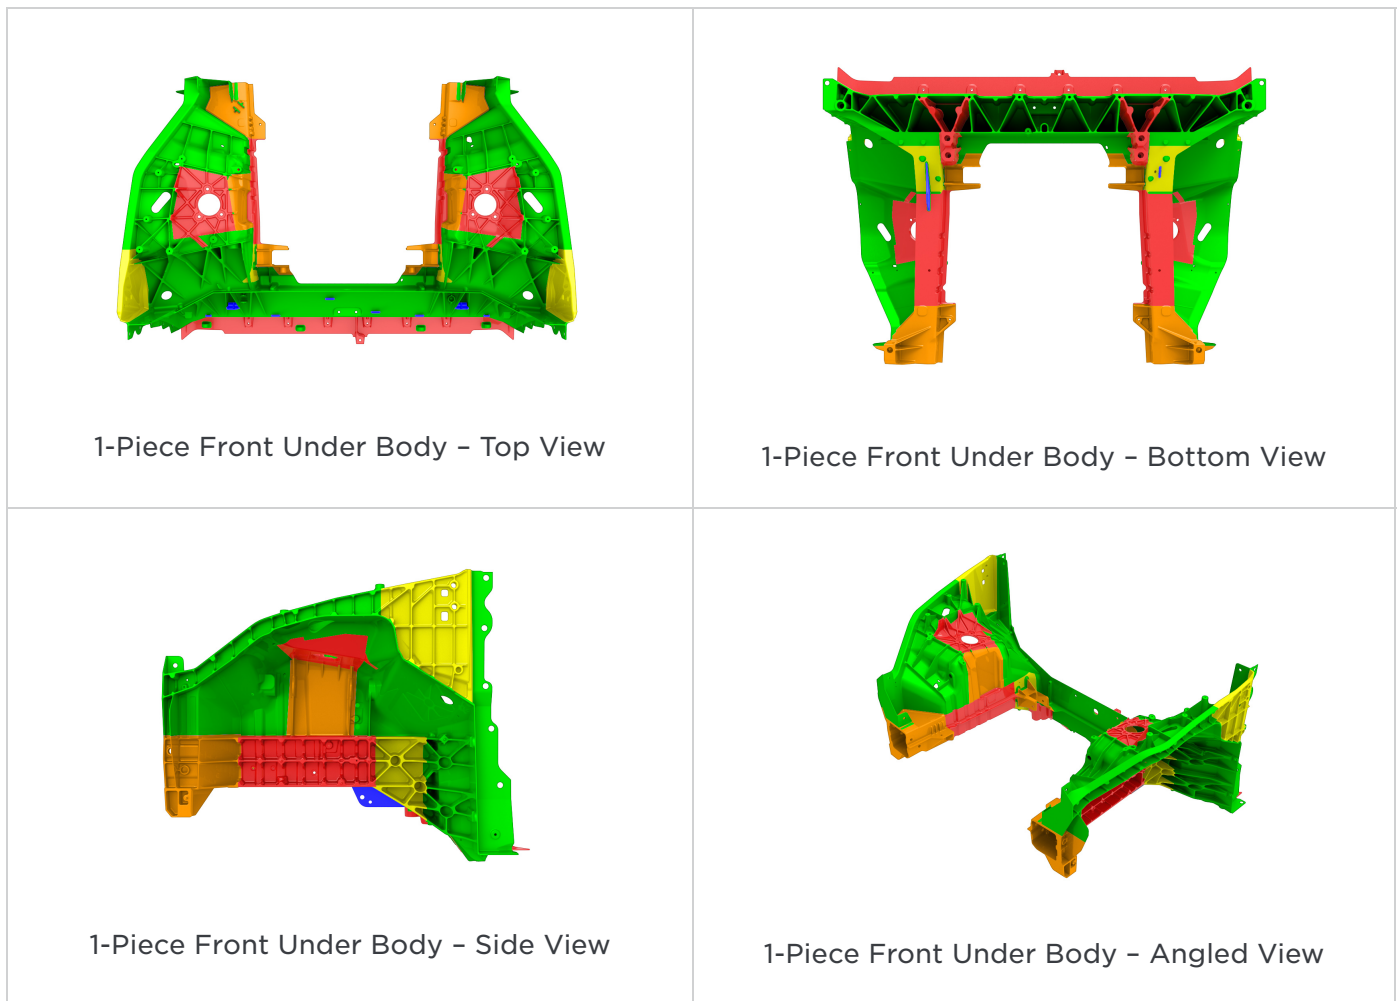 1-Piece Front Under Body – Top View
1-Piece Front Under Body – Bottom View
1-Piece Front Under Body – Side View
1-Piece Front Under Body – Angled View